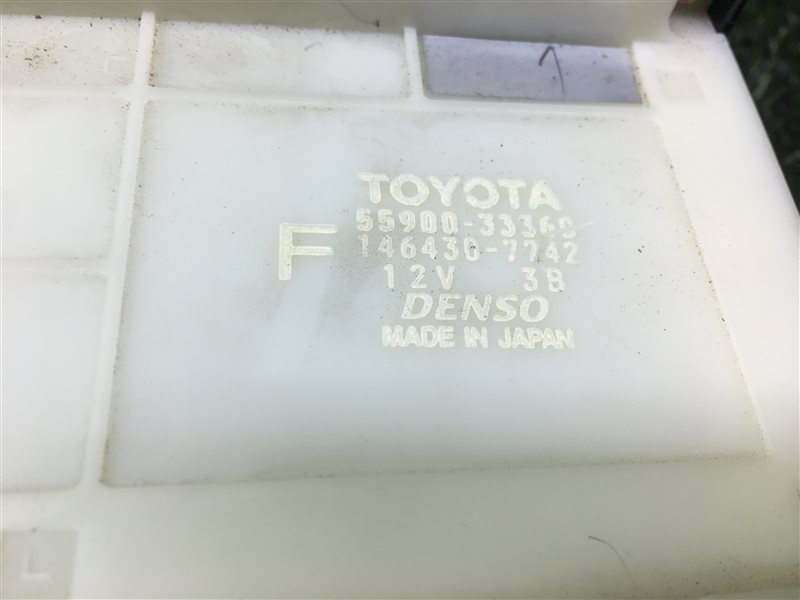 TOYOTA
55900-33360
F
146430-7742
12V 3B
DENSO
MADE IN JAPAN